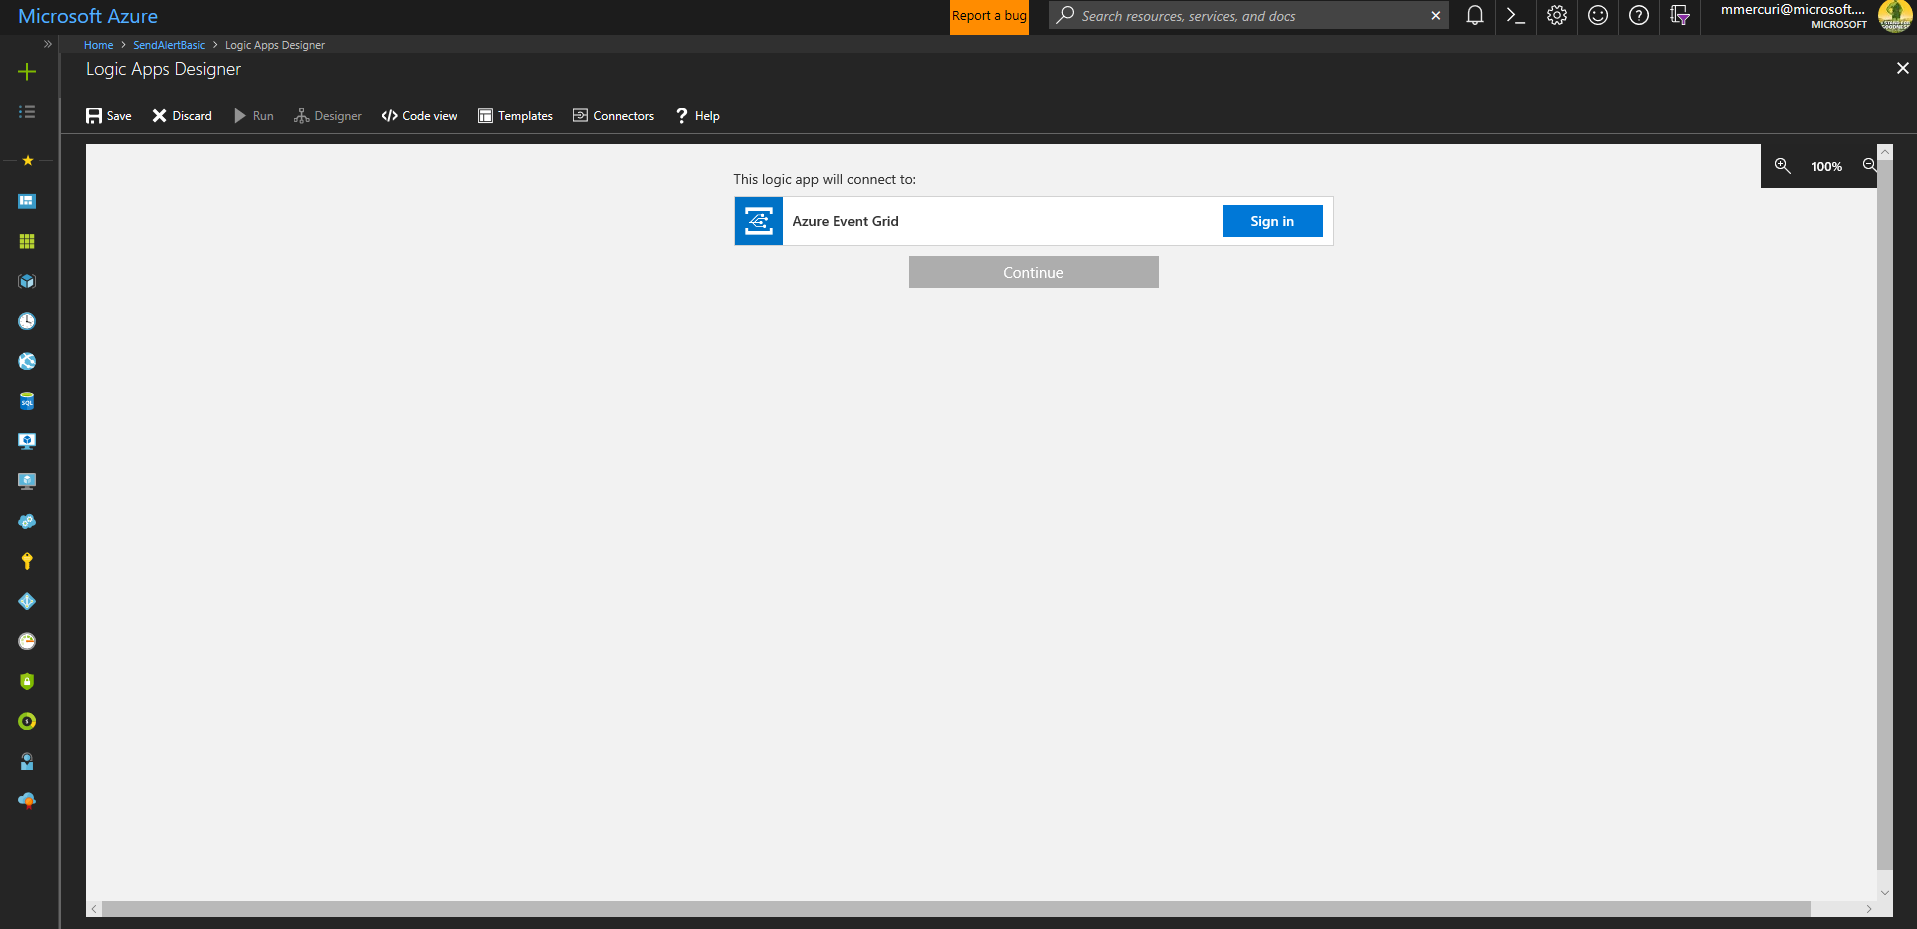 Microsoft Azure
Report a bug
Search resources, services, and docs
mmercuri@microsoft....
MICROSOFT
Home > SendAlertBasic > Logic Apps Designer
Logic Apps Designer
Save Discard Run Designer Code view Templates Connectors Help
100%
This logic app will connect to:
Azure Event Grid
Sign in
Continue
SQL